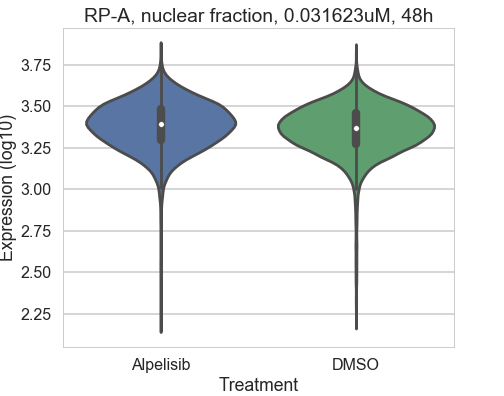 RP-A, nuclear fraction, 0.031623uM, 48h
Expression (log10)
3.75
3.50
3.25
3.00
2.75
2.50
2.25
Alpelisib
DMSO
Treatment